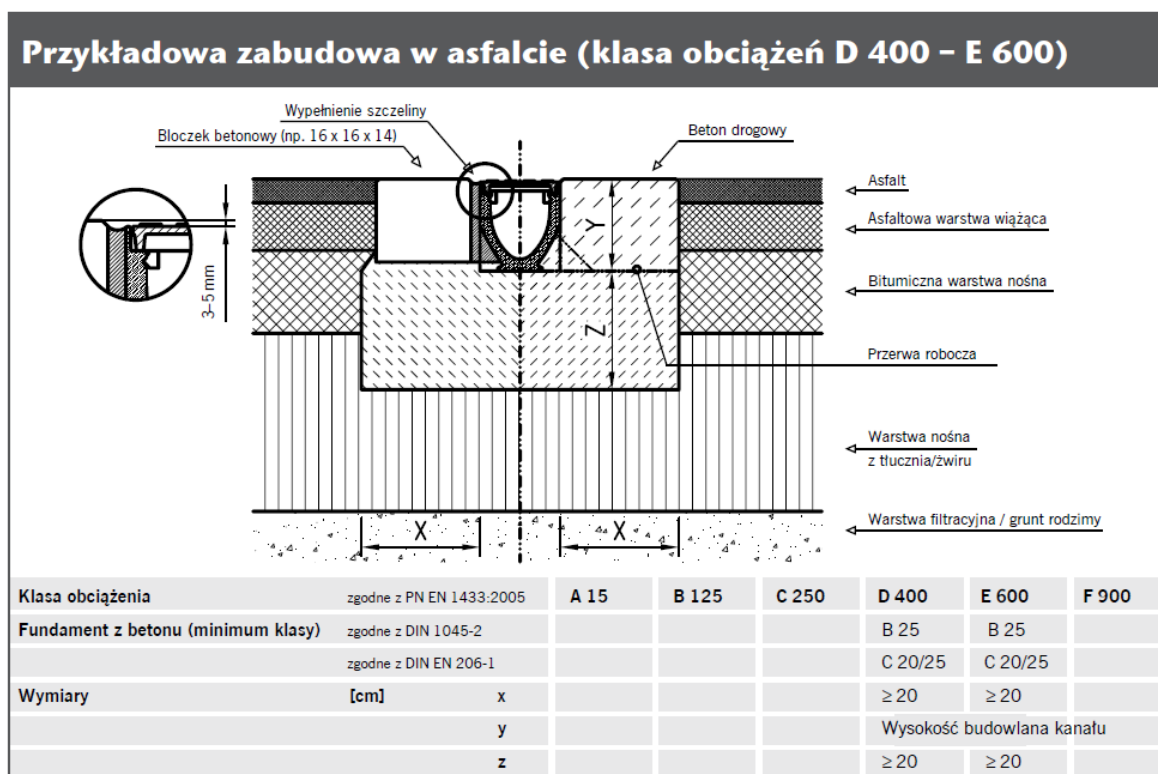 Przykładowa zabudowa w asfalcie (klasa obciążeń D 400 – E 600)
Wypełnienie szczeliny
Bloczek betonowy (np. 16 x 16 x 14)
Beton drogowy
Asfalt
Asfaltowa warstwa wiążąca
Bitumiczna warstwa nośna
Przerwa robocza
Warstwa nośna
z tłucznia/żwiru
Warstwa filtracyjna / grunt rodzimy
3–5 mm
Y
Z
X
X
Klasa obciążenia zgodne z PN EN 1433:2005 A 15 B 125 C 250 D 400 E 600 F 900
Fundament z betonu (minimum klasy) zgodne z DIN 1045-2 B 25 B 25
zgodne z DIN EN 206-1 C 20/25 C 20/25
Wymiary [cm] x ≥ 20 ≥ 20
y Wysokość budowlana kanału
z ≥ 20 ≥ 20